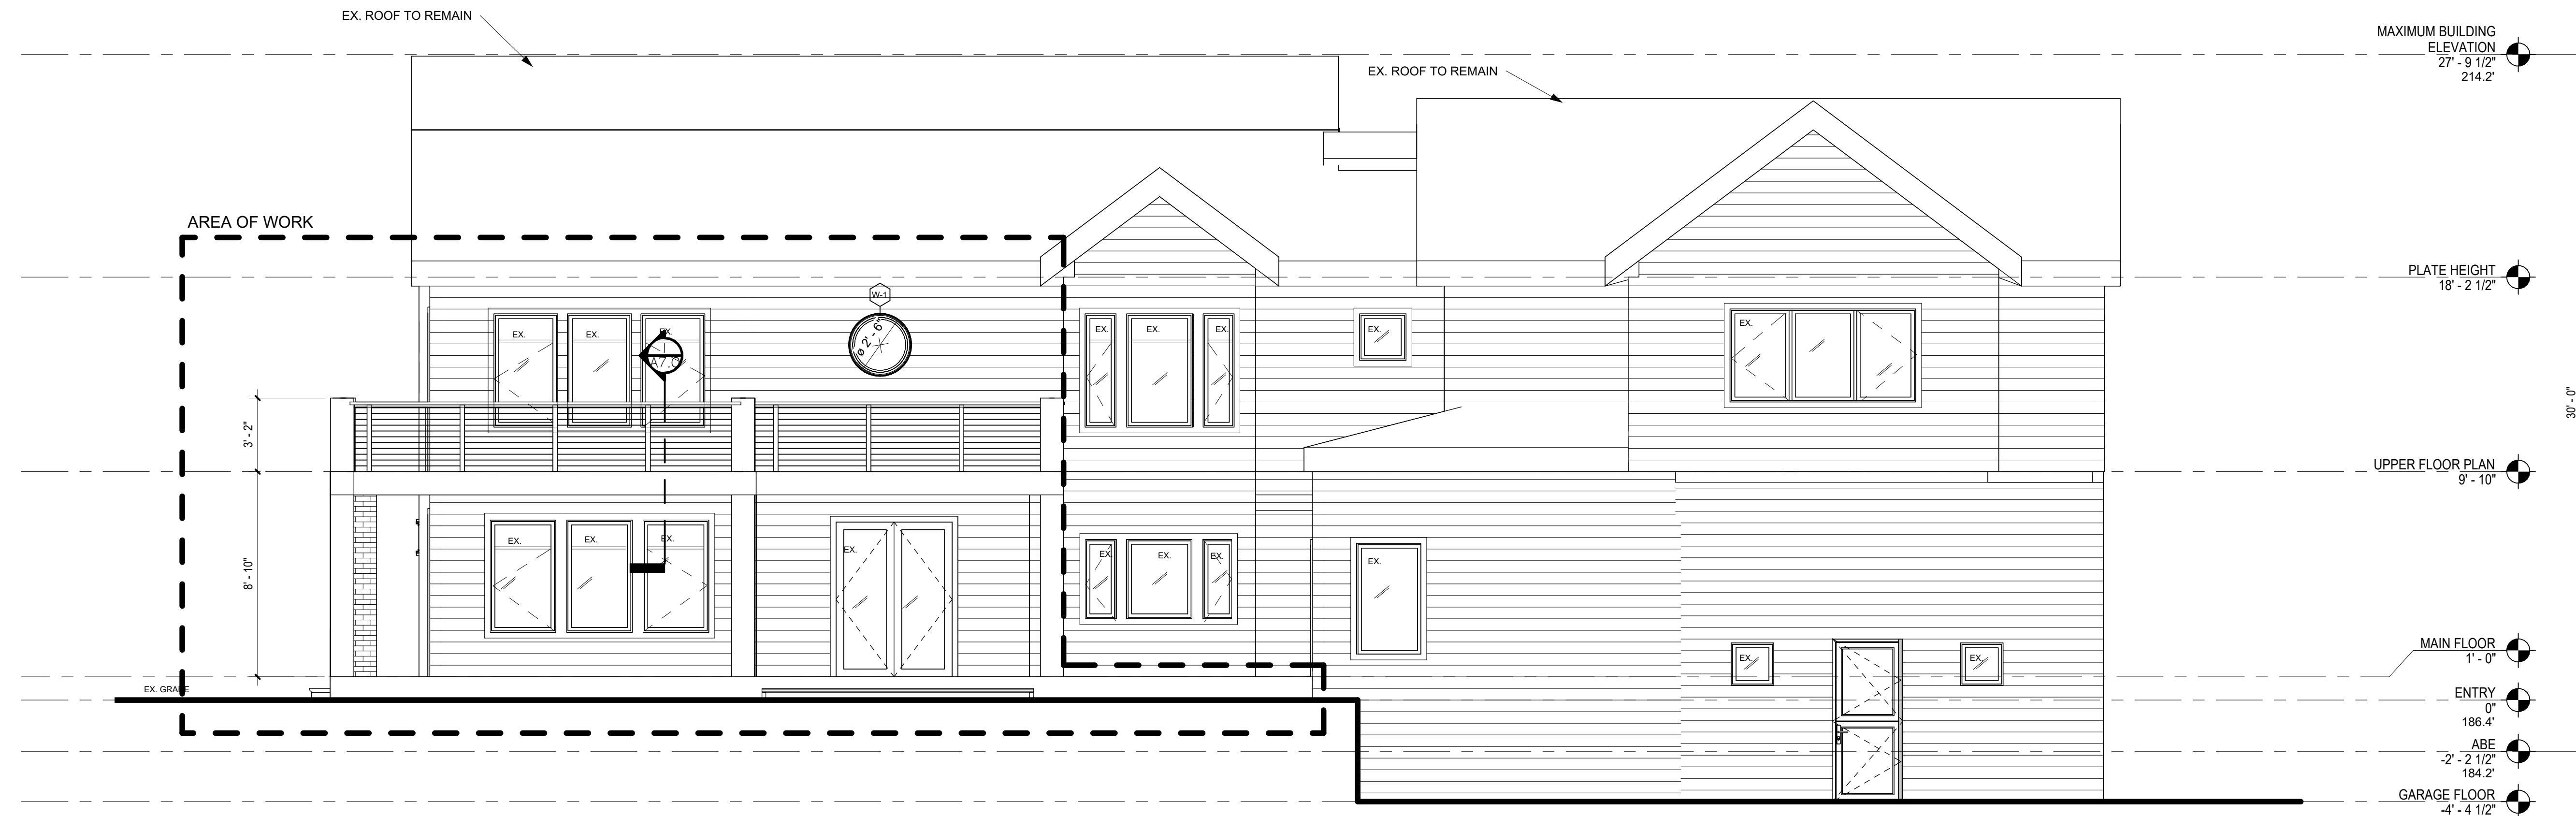 EX. ROOF TO REMAIN
MAXIMUM BUILDING
ELEVATION
27' - 9 1/2"
214.2'
EX. ROOF TO REMAIN
AREA OF WORK
PLATE HEIGHT
18' - 2 1/2"
W-1
ø 2' - 6"
EX.
EX.
EX.
A7.0
EX.
EX.
EX.
EX.
EX.
30' - 0"
3' - 2"
UPPER FLOOR PLAN
9' - 10"
8' - 10"
EX.
EX.
EX.
EX.
EX.
EX.
EX.
EX.
MAIN FLOOR
1' - 0"
EX.
EX.
EX. GRADE
ENTRY
0"
186.4'
ABE
-2' - 2 1/2"
184.2'
GARAGE FLOOR
-4' - 4 1/2"